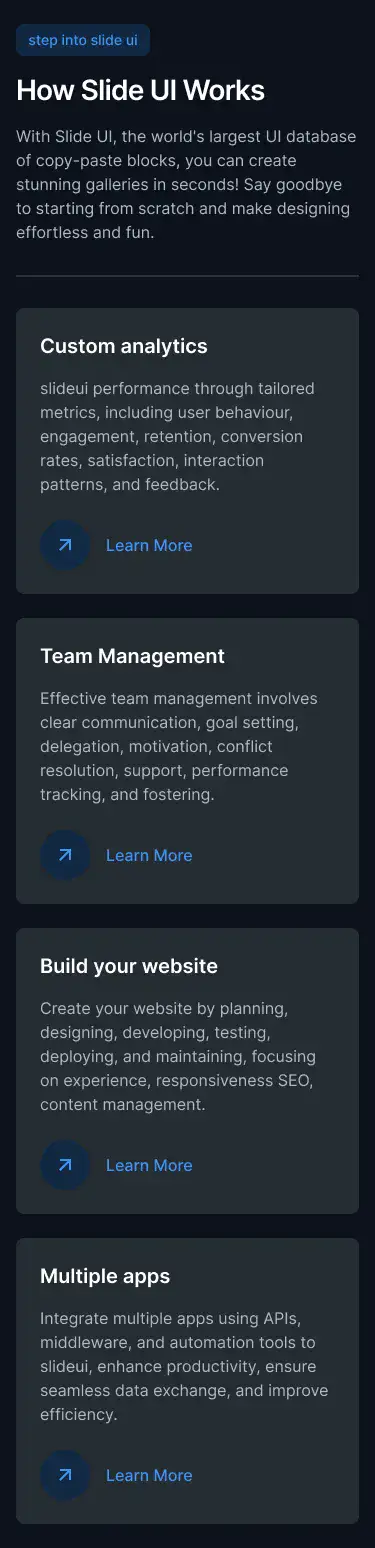 step into slide ui
How Slide UI Works
With Slide UI, the world's largest UI database
of copy-paste blocks, you can create
stunning galleries in seconds! Say goodbye
to starting from scratch and make designing
effortless and fun.
Custom analytics
slideui performance through tailored
metrics, including user behaviour,
engagement, retention, conversion
rates, satisfaction, interaction
patterns, and feedback.
Learn More
Team Management
Effective team management involves
clear communication, goal setting,
delegation, motivation, conflict
resolution, support, performance
tracking, and fostering.
Learn More
Build your website
Create your website by planning,
designing, developing, testing,
deploying, and maintaining, focusing
on experience, responsiveness SEO,
content management.
Learn More
Multiple apps
Integrate multiple apps using APIs,
middleware, and automation tools to
slideui, enhance productivity, ensure
seamless data exchange, and improve
efficiency.
Learn More